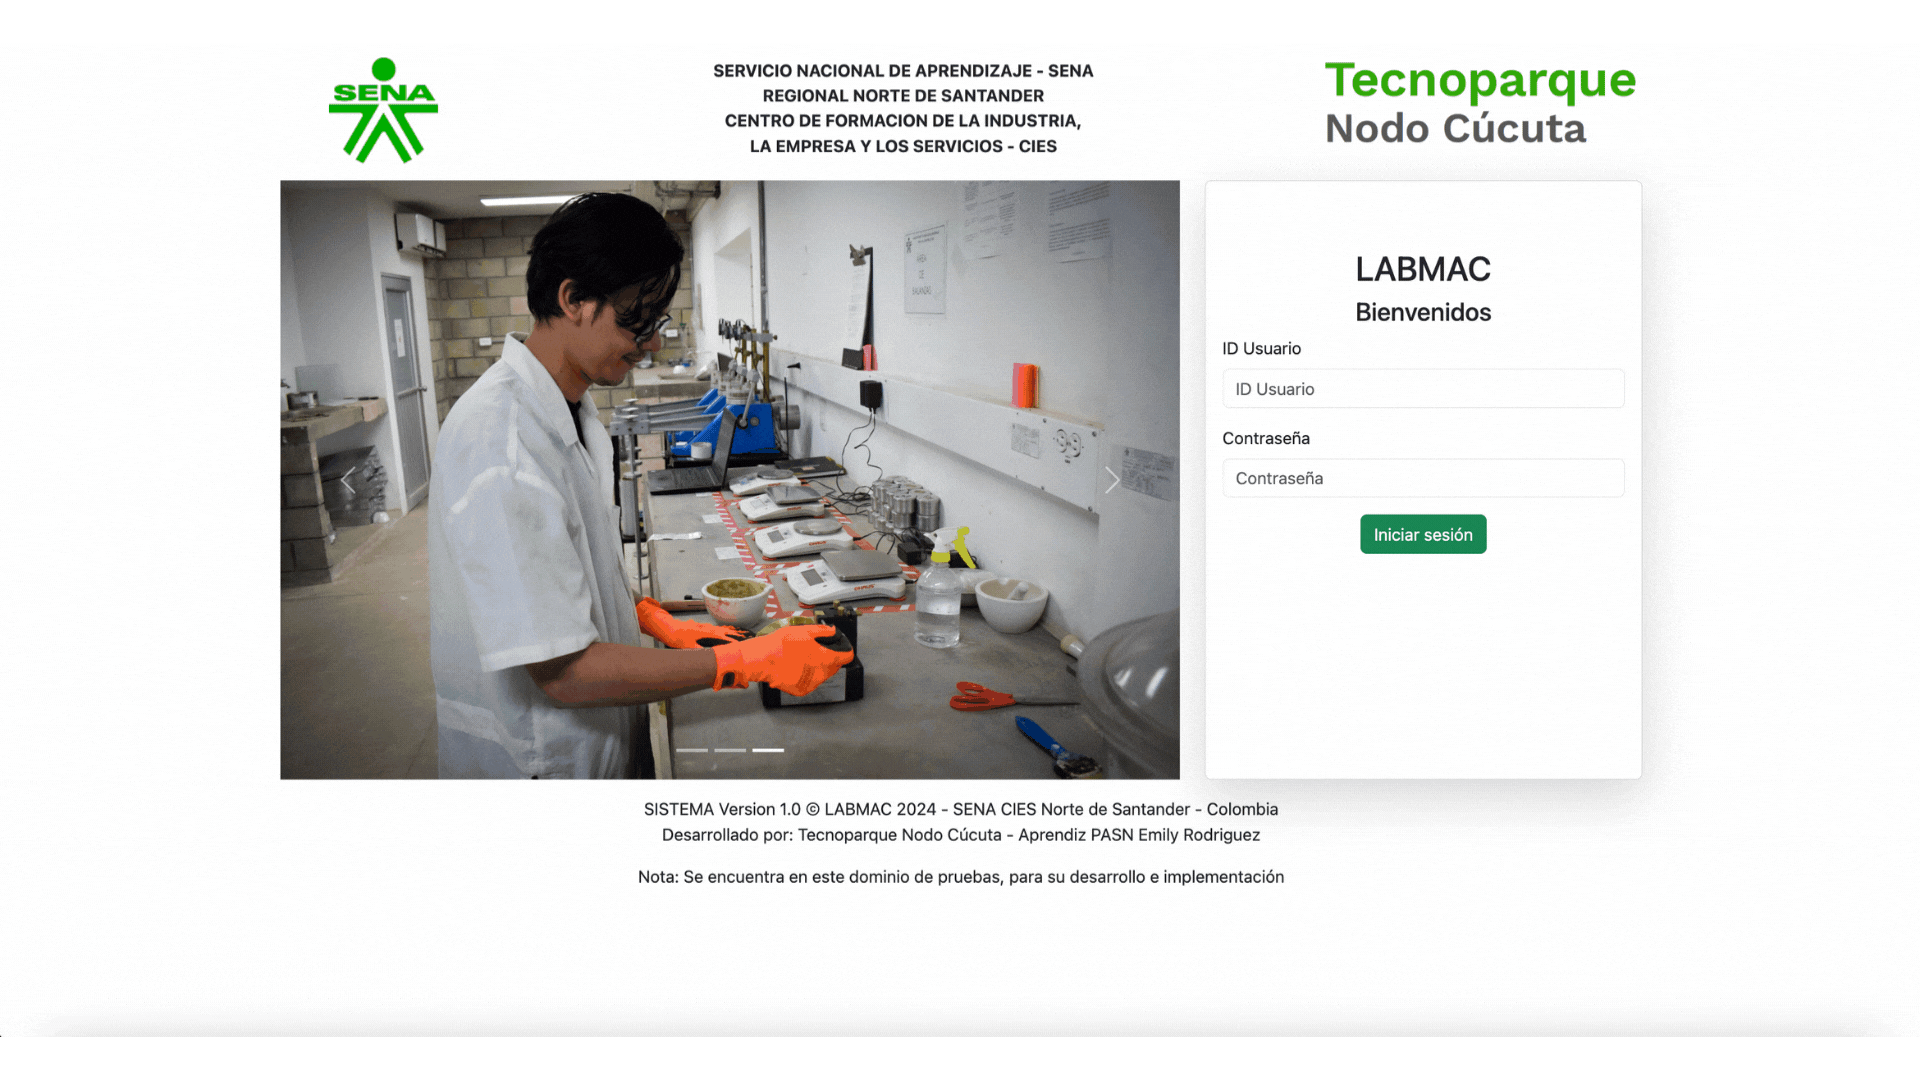 SENA
SERVICIO NACIONAL DE APRENDIZAJE - SENA
REGIONAL NORTE DE SANTANDER
CENTRO DE FORMACION DE LA INDUSTRIA,
LA EMPRESA Y LOS SERVICIOS - CIES
Tecnoparque
Nodo Cúcuta
LABMAC
Bienvenidos
ID Usuario
ID Usuario
Contraseña
Contraseña
Iniciar sesión
SISTEMA Version 1.0 © LABMAC 2024 - SENA CIES Norte de Santander - Colombia
Desarrollado por: Tecnoparque Nodo Cúcuta - Aprendiz PASN Emily Rodriguez
Nota: Se encuentra en este dominio de pruebas, para su desarrollo e implementación